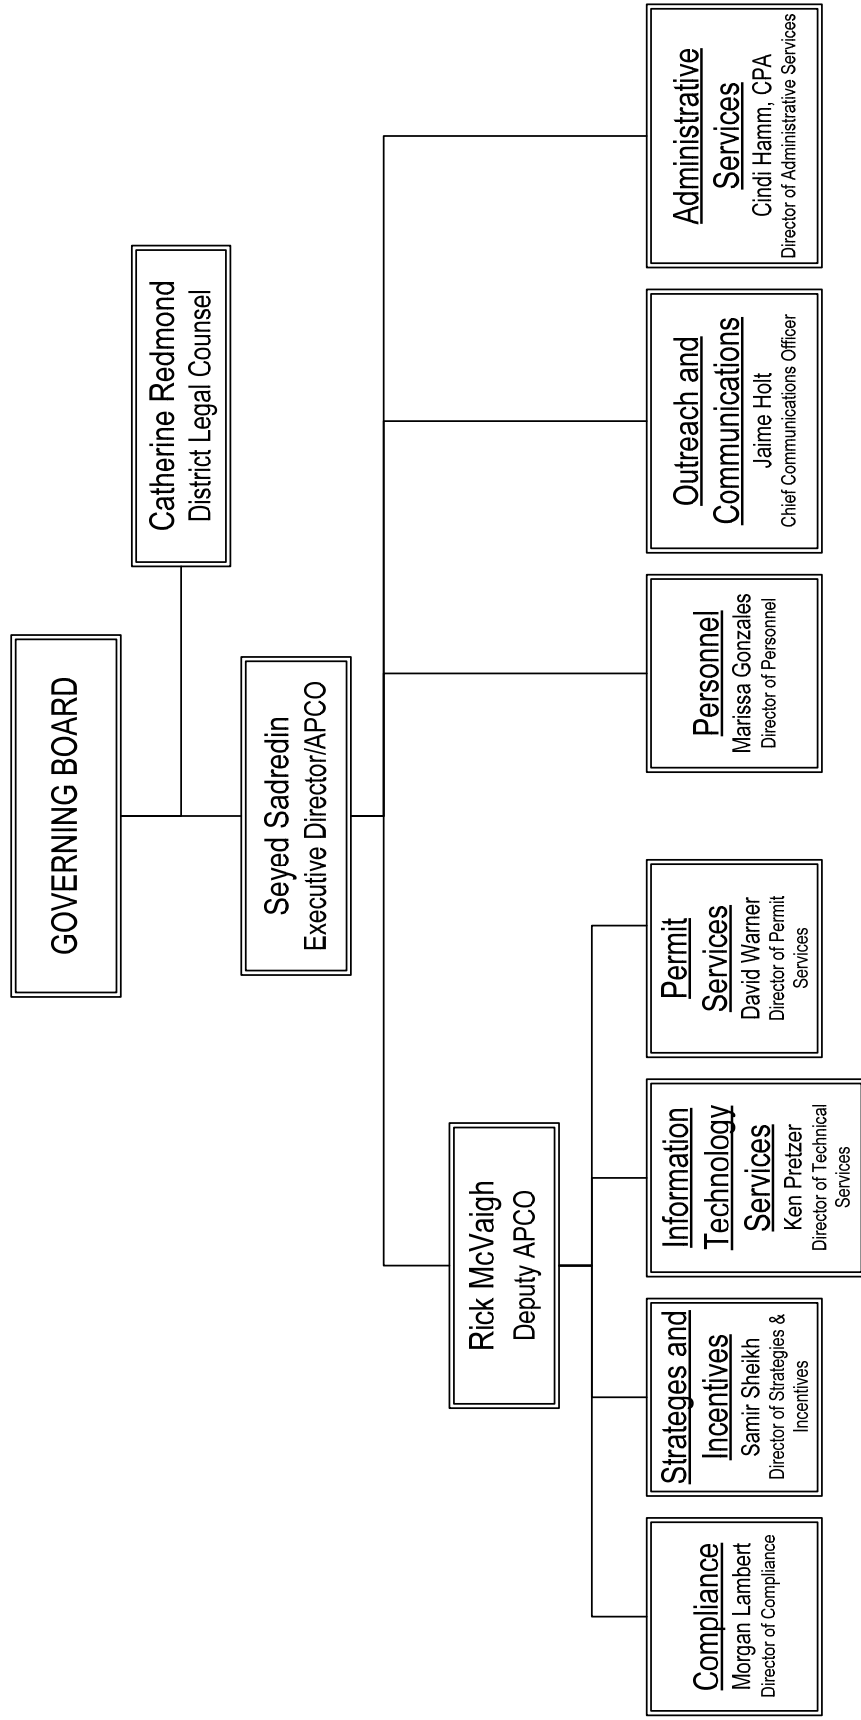 GOVERNING BOARD
Catherine Redmond
District Legal Counsel
Seyed Sadredin
Executive Director/APCO
Rick McVaigh
Deputy APCO
Compliance
Morgan Lambert
Director of Compliance
Strateges and
Incentives
Samir Sheikh
Director of Strategies &
Incentives
Information
Technology
Services
Ken Pretzer
Director of Technical
Services
Permit
Services
David Warner
Director of Permit
Services
Personnel
Marissa Gonzales
Director of Personnel
Outreach and
Communications
Jaime Holt
Chief Communications Officer
Administrative
Services
Cindi Hamm, CPA
Director of Administrative Services